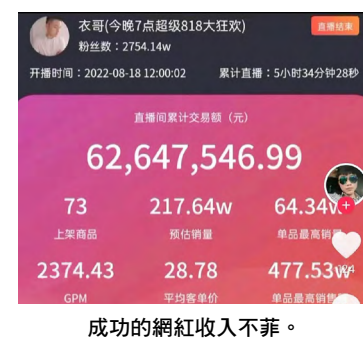 衣哥(今晚7点超级818大狂欢)
直播结束
粉丝数：2754.14w
开播时间：2022-08-18 12:00:02 累计直播：5小时34分钟28秒
直播间累计交易额（元）
62,647,546.99
73 217.64w 64.34w
上架商品 预估销量 单品最高销
2374.43 28.78 477.53w
GPM 平均客单价 单品最高销售
成功的網紅收入不菲。